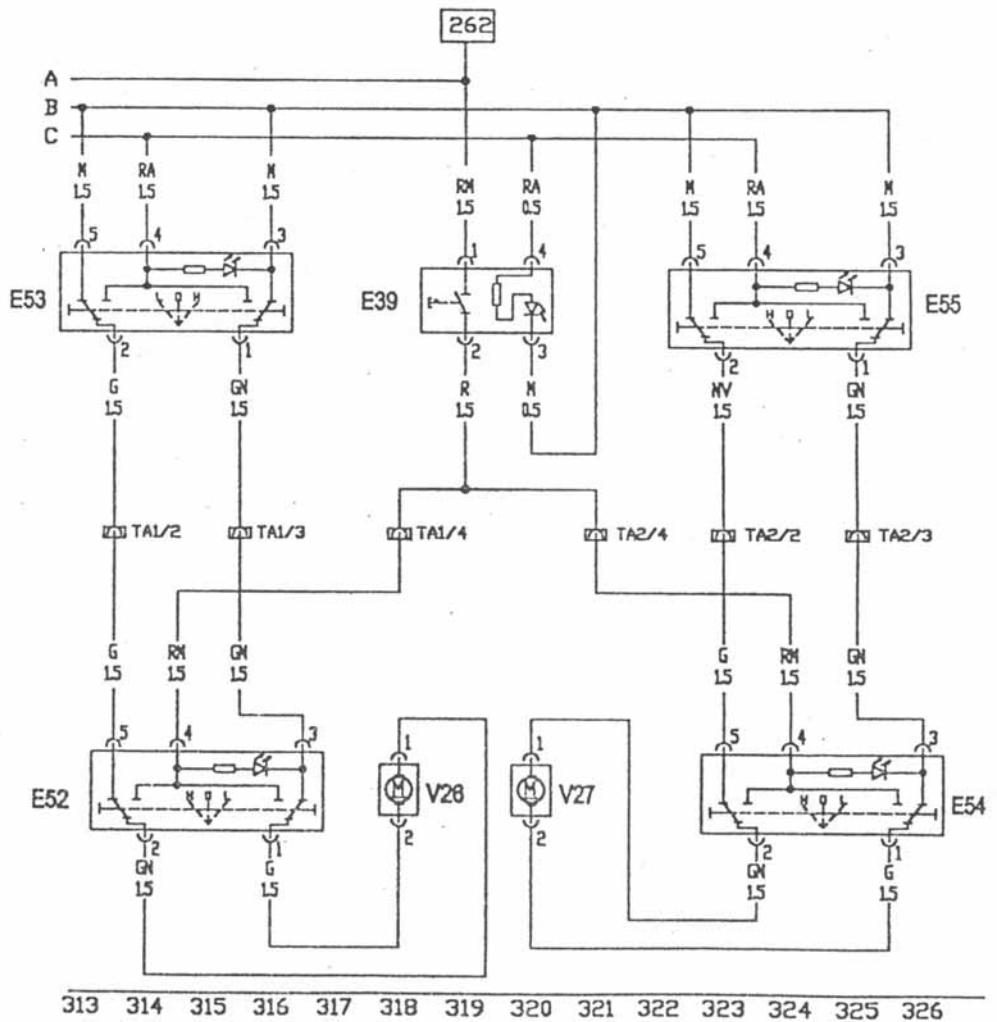 262
A
B
C
M RA M RM RA M RA M
1.5 1.5 1.5 1.5 0.5 1.5 1.5 1.5
5 4 3 1 4 5 4 3
E53 L 0 H E39 H 0 L E55
2 1 2 3 2 1
G GN R M NV GN
1.5 1.5 1.5 0.5 1.5 1.5
TA1/2 TA1/3 TA1/4 TA2/4 TA2/2 TA2/3
G RM GN G RM GN
1.5 1.5 1.5 1.5 1.5 1.5
5 4 3 1 1 5 4 3
E52 H 0 L M V26 M V27 H 0 L E54
2 1 2 2 2 1
GN G GN G
1.5 1.5 1.5 1.5
313 314 315 316 317 318 319 320 321 322 323 324 325 326